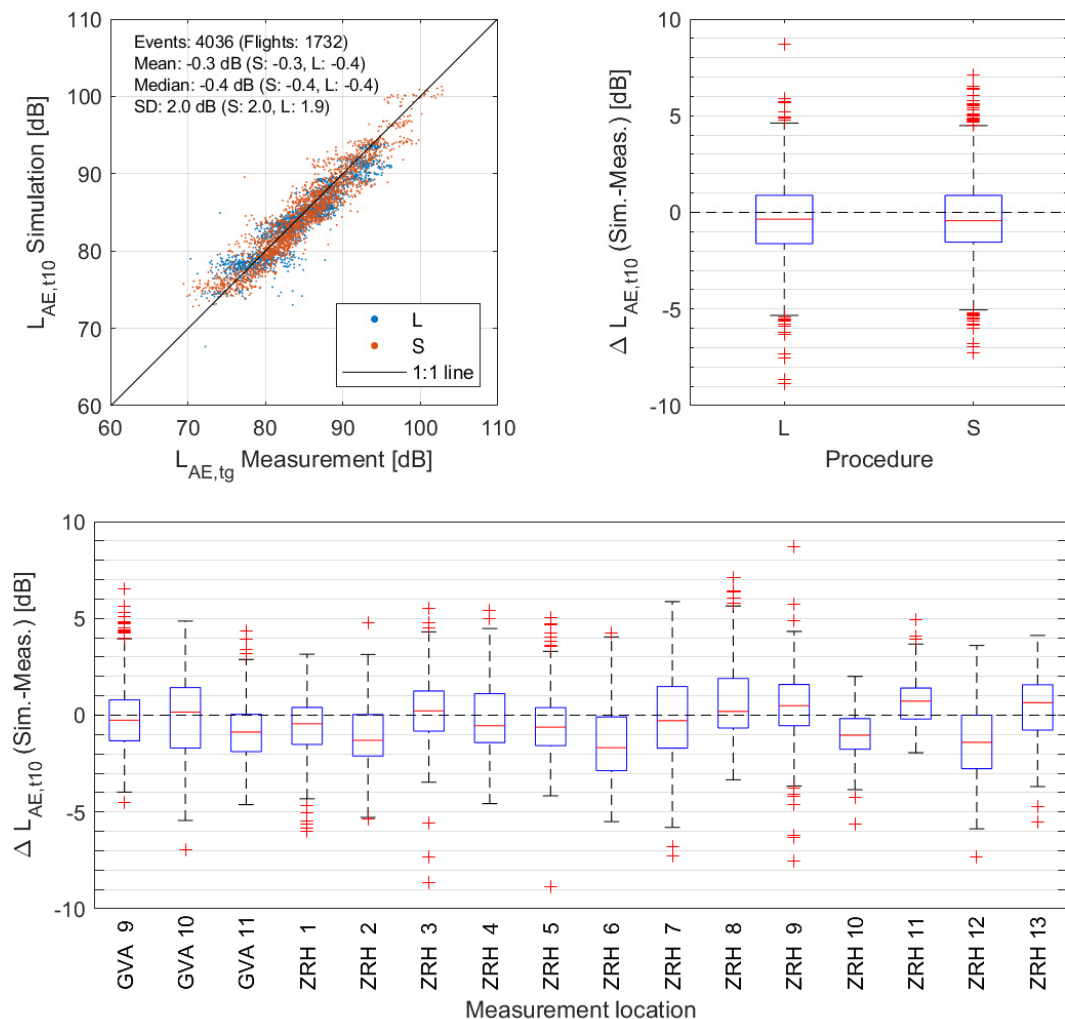 Events: 4036 (Flights: 1732)
Mean: -0.3 dB (S: -0.3, L: -0.4)
Median: -0.4 dB (S: -0.4, L: -0.4)
SD: 2.0 dB (S: 2.0, L: 1.9)
110
100
90
80
70
60
L_AE,t10 Simulation [dB]
L
S
1:1 line
60 70 80 90 100 110
L_AE,tg Measurement [dB]
10
5
0
-5
-10
Δ L_AE,t10 (Sim.-Meas.) [dB]
L S
Procedure
10
5
0
-5
-10
Δ L_AE,t10 (Sim.-Meas.) [dB]
GVA 9
GVA 10
GVA 11
ZRH 1
ZRH 2
ZRH 3
ZRH 4
ZRH 5
ZRH 6
ZRH 7
ZRH 8
ZRH 9
ZRH 10
ZRH 11
ZRH 12
ZRH 13
Measurement location